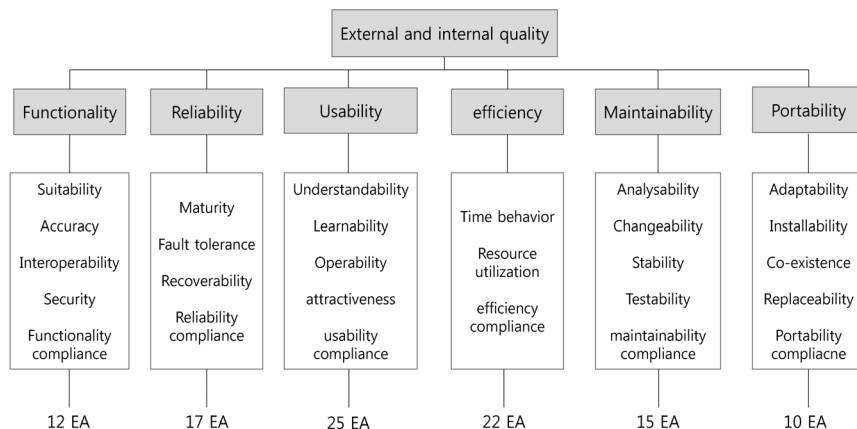 External and internal quality
Functionality
Reliability
Usability
efficiency
Maintainability
Portability
Suitability
Accuracy
Interoperability
Security
Functionality
compliance
Maturity
Fault tolerance
Recoverability
Reliability
compliance
Understandability
Learnability
Operability
attractiveness
usability
compliance
Time behavior
Resource
utilization
efficiency
compliance
Analysability
Changeability
Stability
Testability
maintainability
compliance
Adaptability
Installability
Co-existence
Replaceability
Portability
compliacne
12 EA
17 EA
25 EA
22 EA
15 EA
10 EA